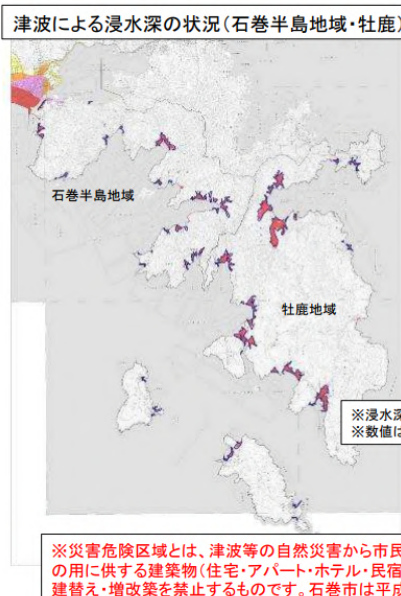 津波による浸水深の状況(石巻半島地域・牡鹿)
石巻半島地域
牡鹿地域
※浸水深
※数値は
※災害危険区域とは、津波等の自然災害から市民
の用に供する建築物(住宅・アパート・ホテル・民宿
建替え・増改築を禁止するものです。石巻市は平成